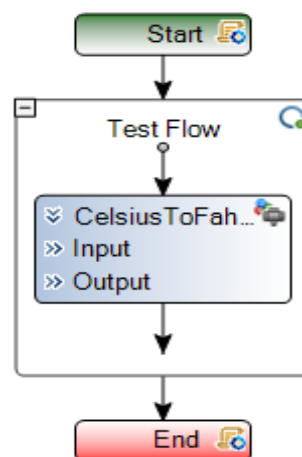 Start
Test Flow
CelsiusToFah...
Input
Output
End